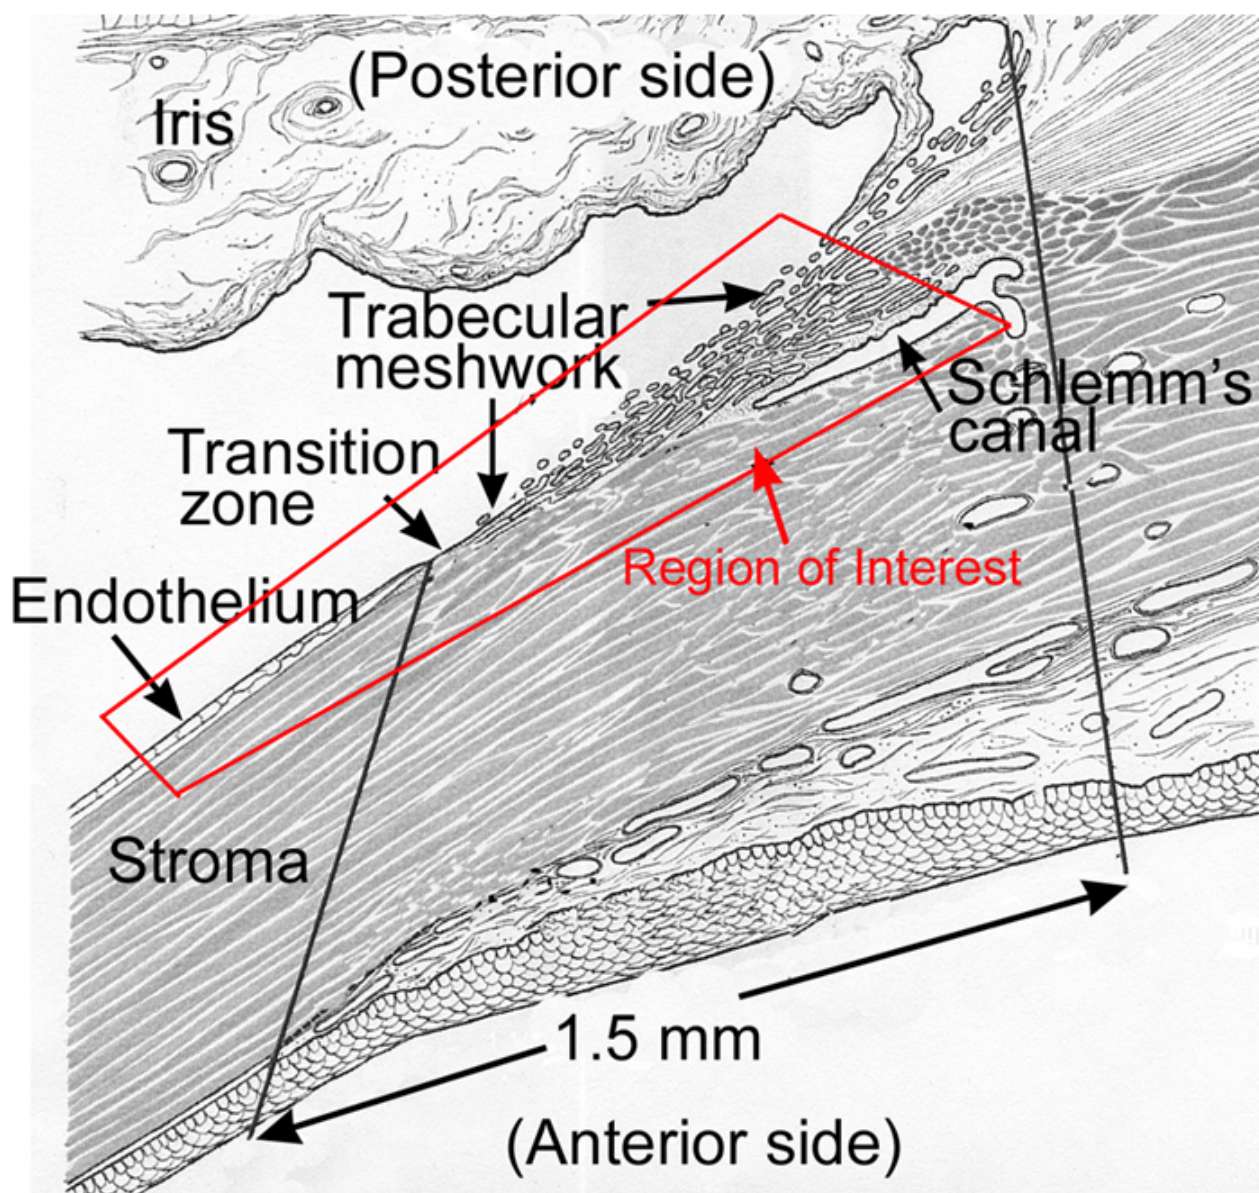 (Posterior side)
Iris
Trabecular
meshwork
Schlemm's
canal
Transition
zone
Region of Interest
Endothelium
Stroma
1.5 mm
(Anterior side)